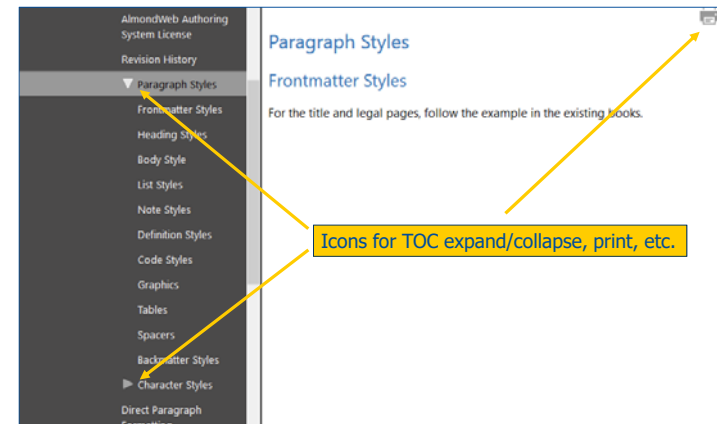 AlmondWeb Authoring
System License
Revision History
Paragraph Styles
Frontmatter Styles
Heading Styles
Body Style
List Styles
Note Styles
Definition Styles
Code Styles
Graphics
Tables
Spacers
Backmatter Styles
Character Styles
Direct Paragraph
Formatting
Paragraph Styles
Frontmatter Styles
For the title and legal pages, follow the example in the existing books.
Icons for TOC expand/collapse, print, etc.